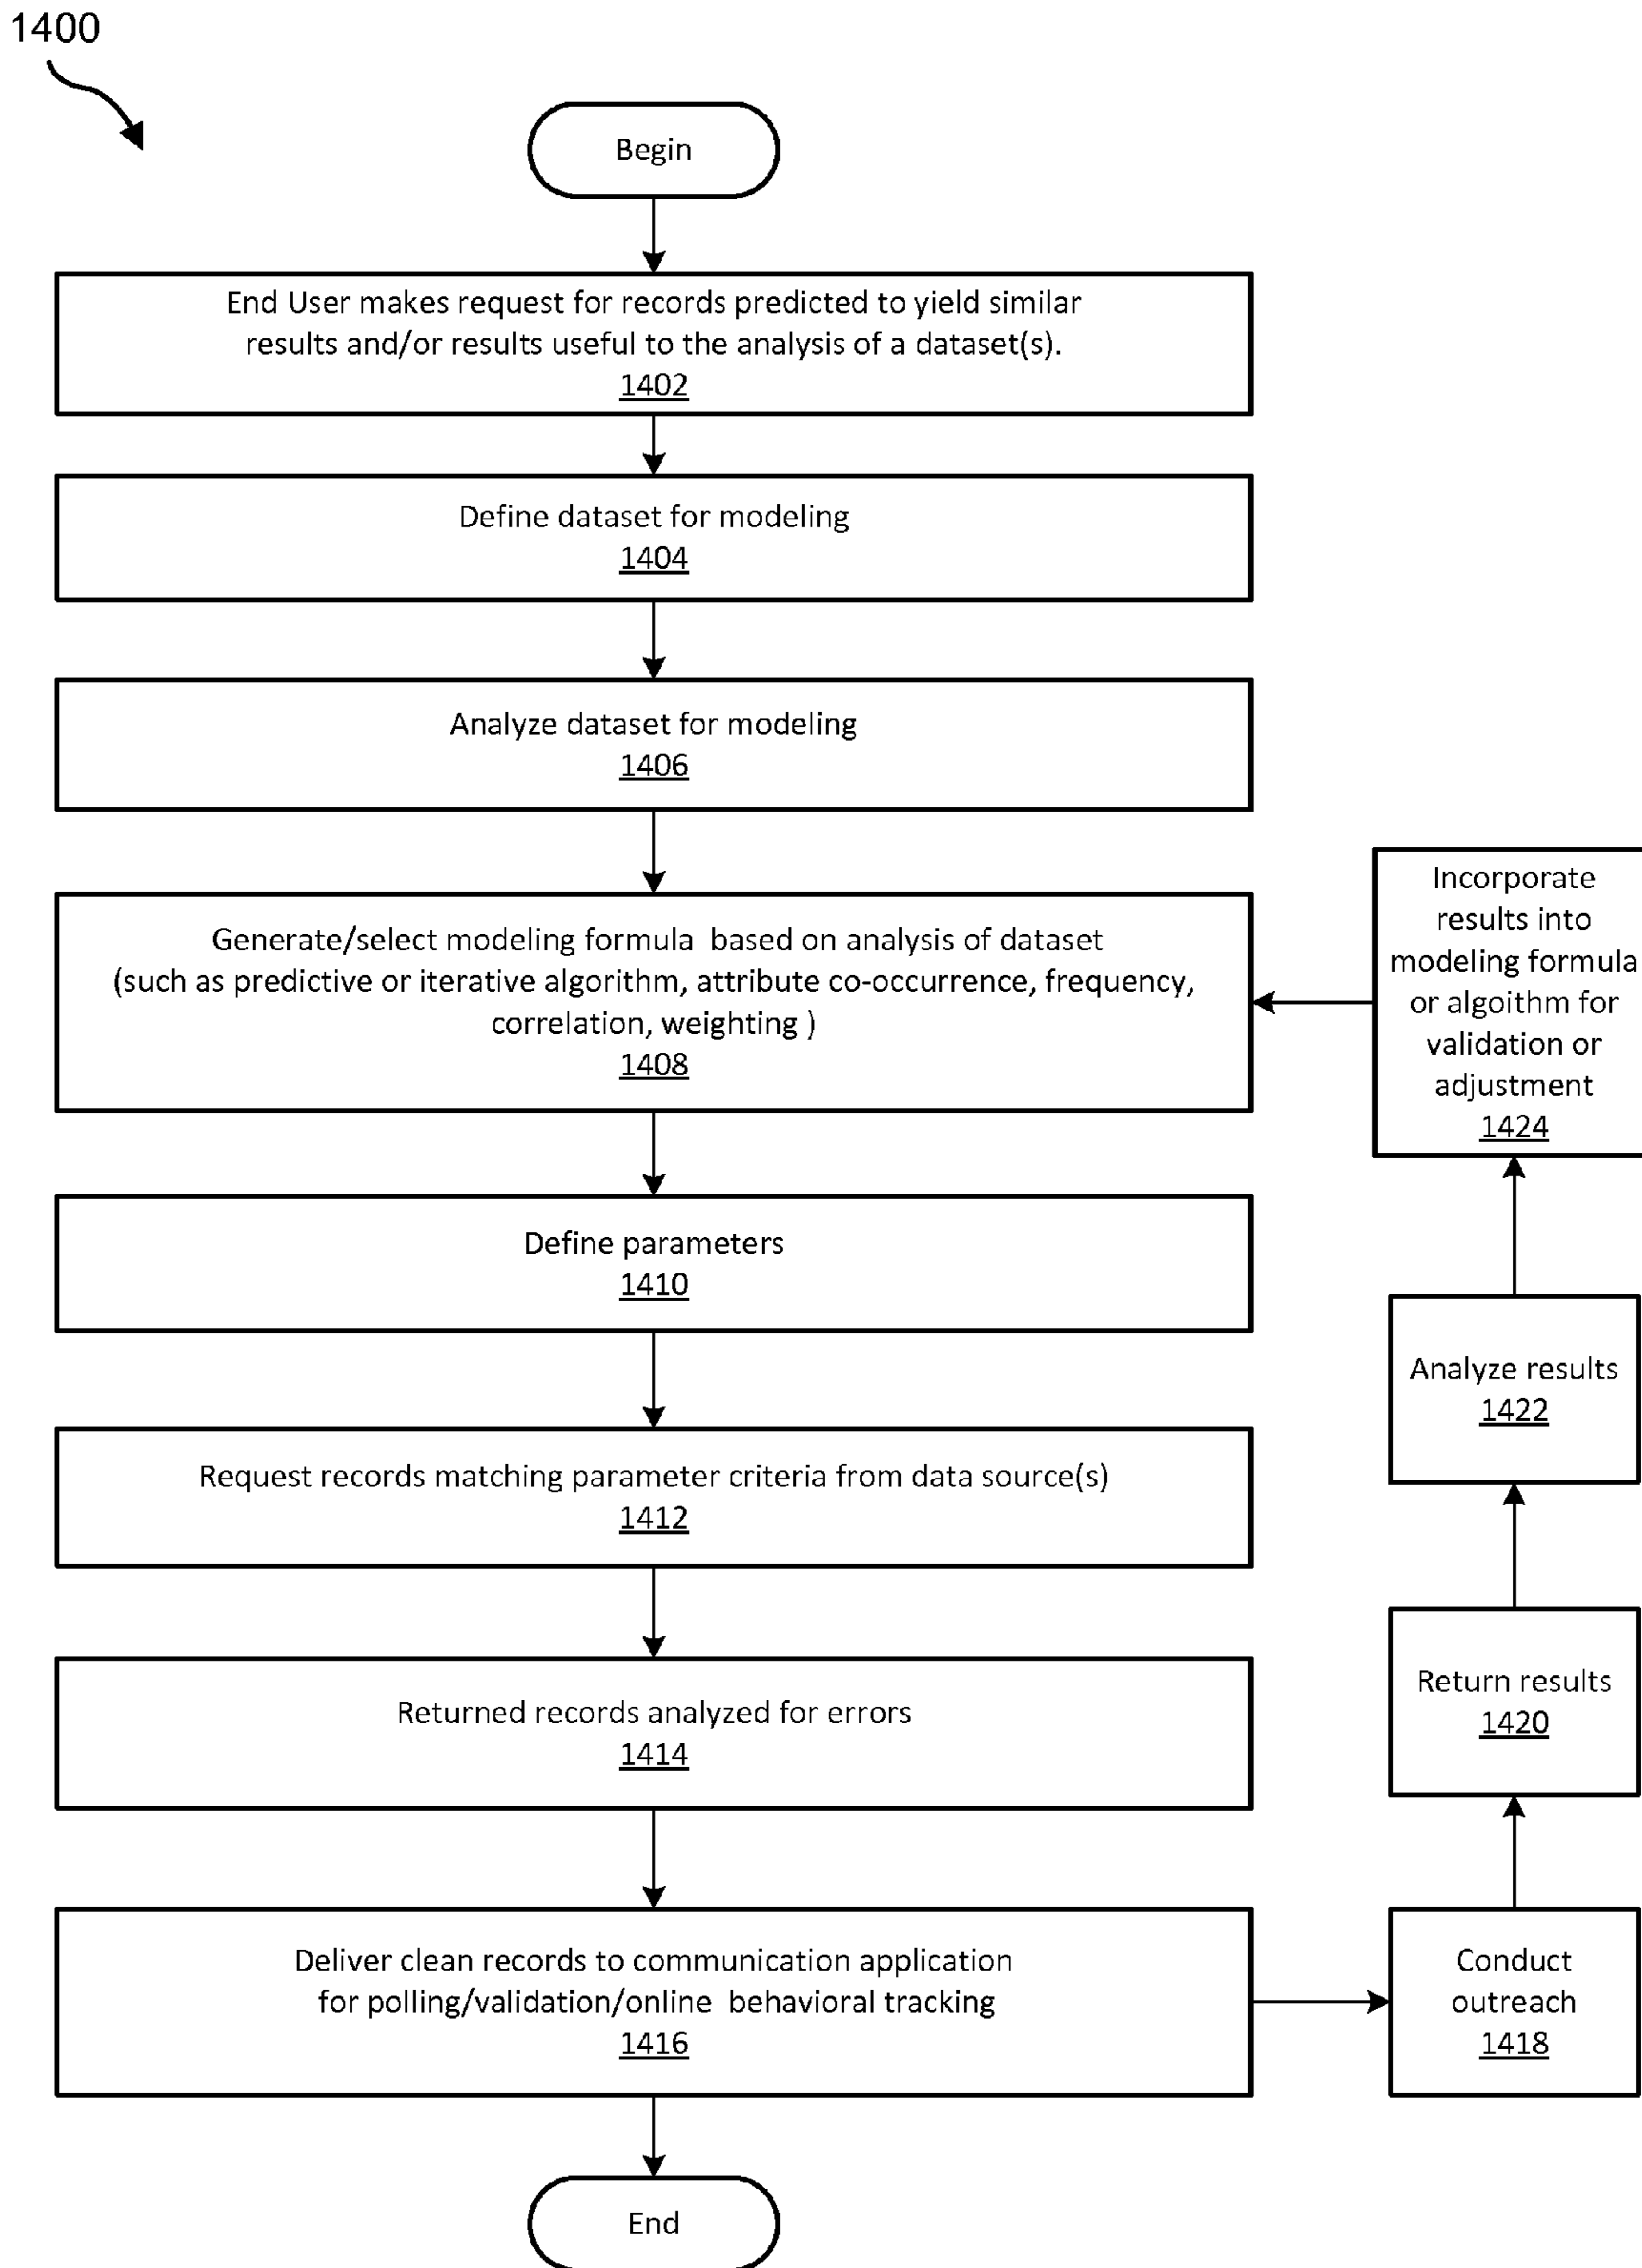 1400
Begin
End User makes request for records predicted to yield similar
results and/or results useful to the analysis of a dataset(s).
1402
Define dataset for modeling
1404
Analyze dataset for modeling
1406
Generate/select modeling formula based on analysis of dataset
(such as predictive or iterative algorithm, attribute co-occurrence, frequency,
correlation, weighting )
1408
Define parameters
1410
Request records matching parameter criteria from data source(s)
1412
Returned records analyzed for errors
1414
Deliver clean records to communication application
for polling/validation/online behavioral tracking
1416
Conduct
outreach
1418
Return results
1420
Analyze results
1422
Incorporate
results into
modeling formula
or algoithm for
validation or
adjustment
1424
End